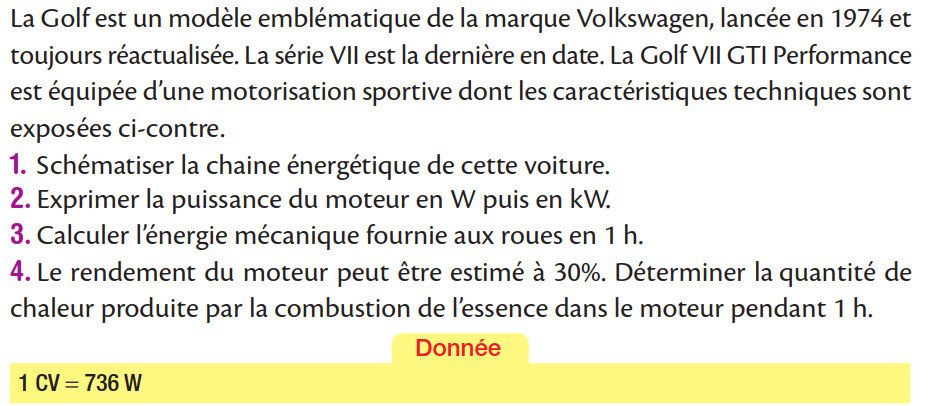 La Golf est un modèle emblématique de la marque Volkswagen, lancée en 1974 et
toujours réactualisée. La série VII est la dernière en date. La Golf VII GTI Performance
est équipée d’une motorisation sportive dont les caractéristiques techniques sont
exposées ci-contre.
1. Schématiser la chaine énergétique de cette voiture.
2. Exprimer la puissance du moteur en W puis en kW.
3. Calculer l’énergie mécanique fournie aux roues en 1 h.
4. Le rendement du moteur peut être estimé à 30%. Déterminer la quantité de
chaleur produite par la combustion de l’essence dans le moteur pendant 1 h.
Donnée
1 CV = 736 W